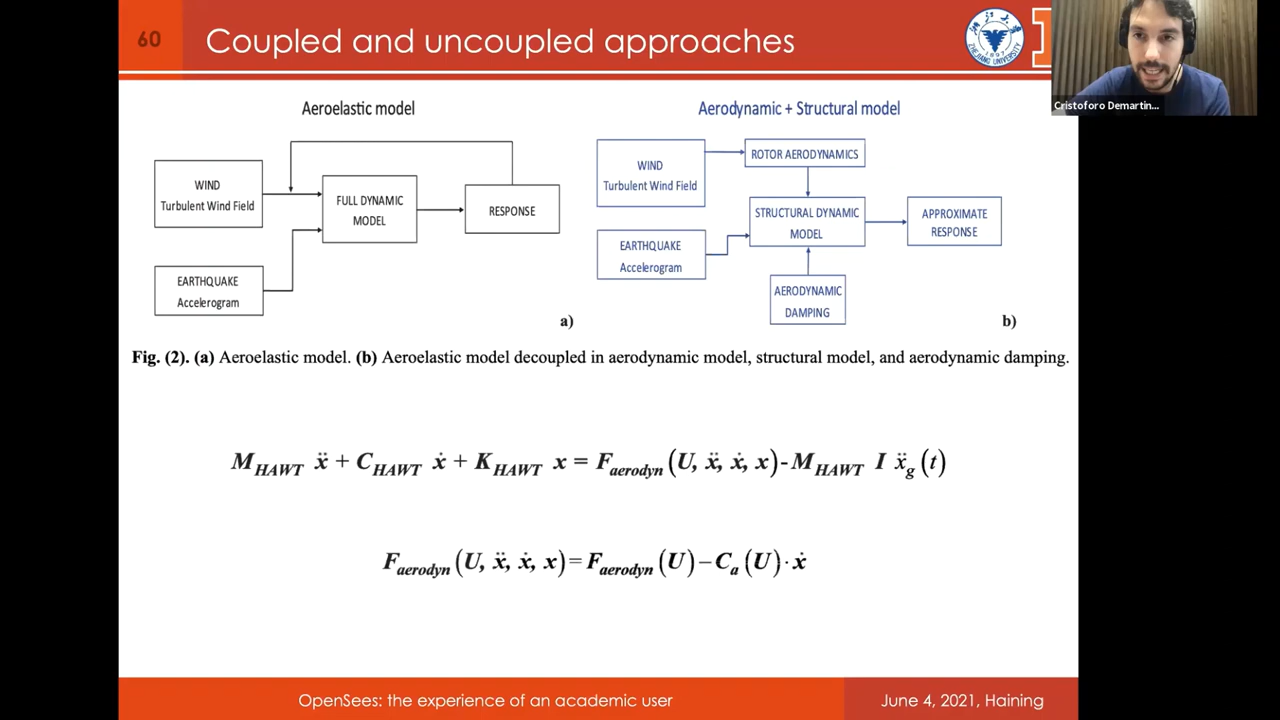 60
Coupled and uncoupled approaches
Cristoforo Demartin...
Aeroelastic model
WIND
Turbulent Wind Field
EARTHQUAKE
Accelerogram
FULL DYNAMIC
MODEL
RESPONSE
a)
Aerodynamic + Structural model
WIND
Turbulent Wind Field
EARTHQUAKE
Accelerogram
ROTOR AERODYNAMICS
STRUCTURAL DYNAMIC
MODEL
AERODYNAMIC
DAMPING
APPROXIMATE
RESPONSE
b)
Fig. (2). (a) Aeroelastic model. (b) Aeroelastic model decoupled in aerodynamic model, structural model, and aerodynamic damping.
M_HAWT ẍ + C_HAWT ẋ + K_HAWT x = F_aerodyn (U, ẍ, ẋ, x) - M_HAWT I ẍ_g (t)
F_aerodyn (U, ẍ, ẋ, x) = F_aerodyn (U) – C_a (U) · ẋ
OpenSees: the experience of an academic user
June 4, 2021, Haining